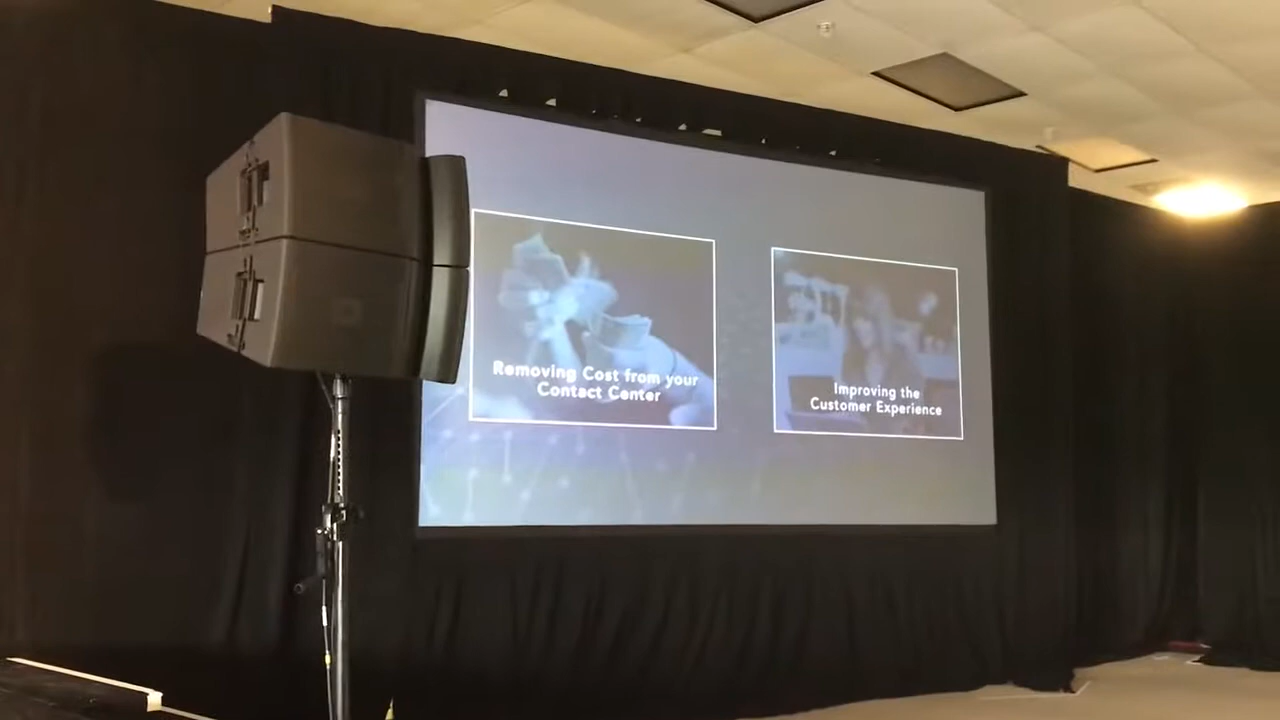 Removing Cost from your
Contact Center
Improving the
Customer Experience